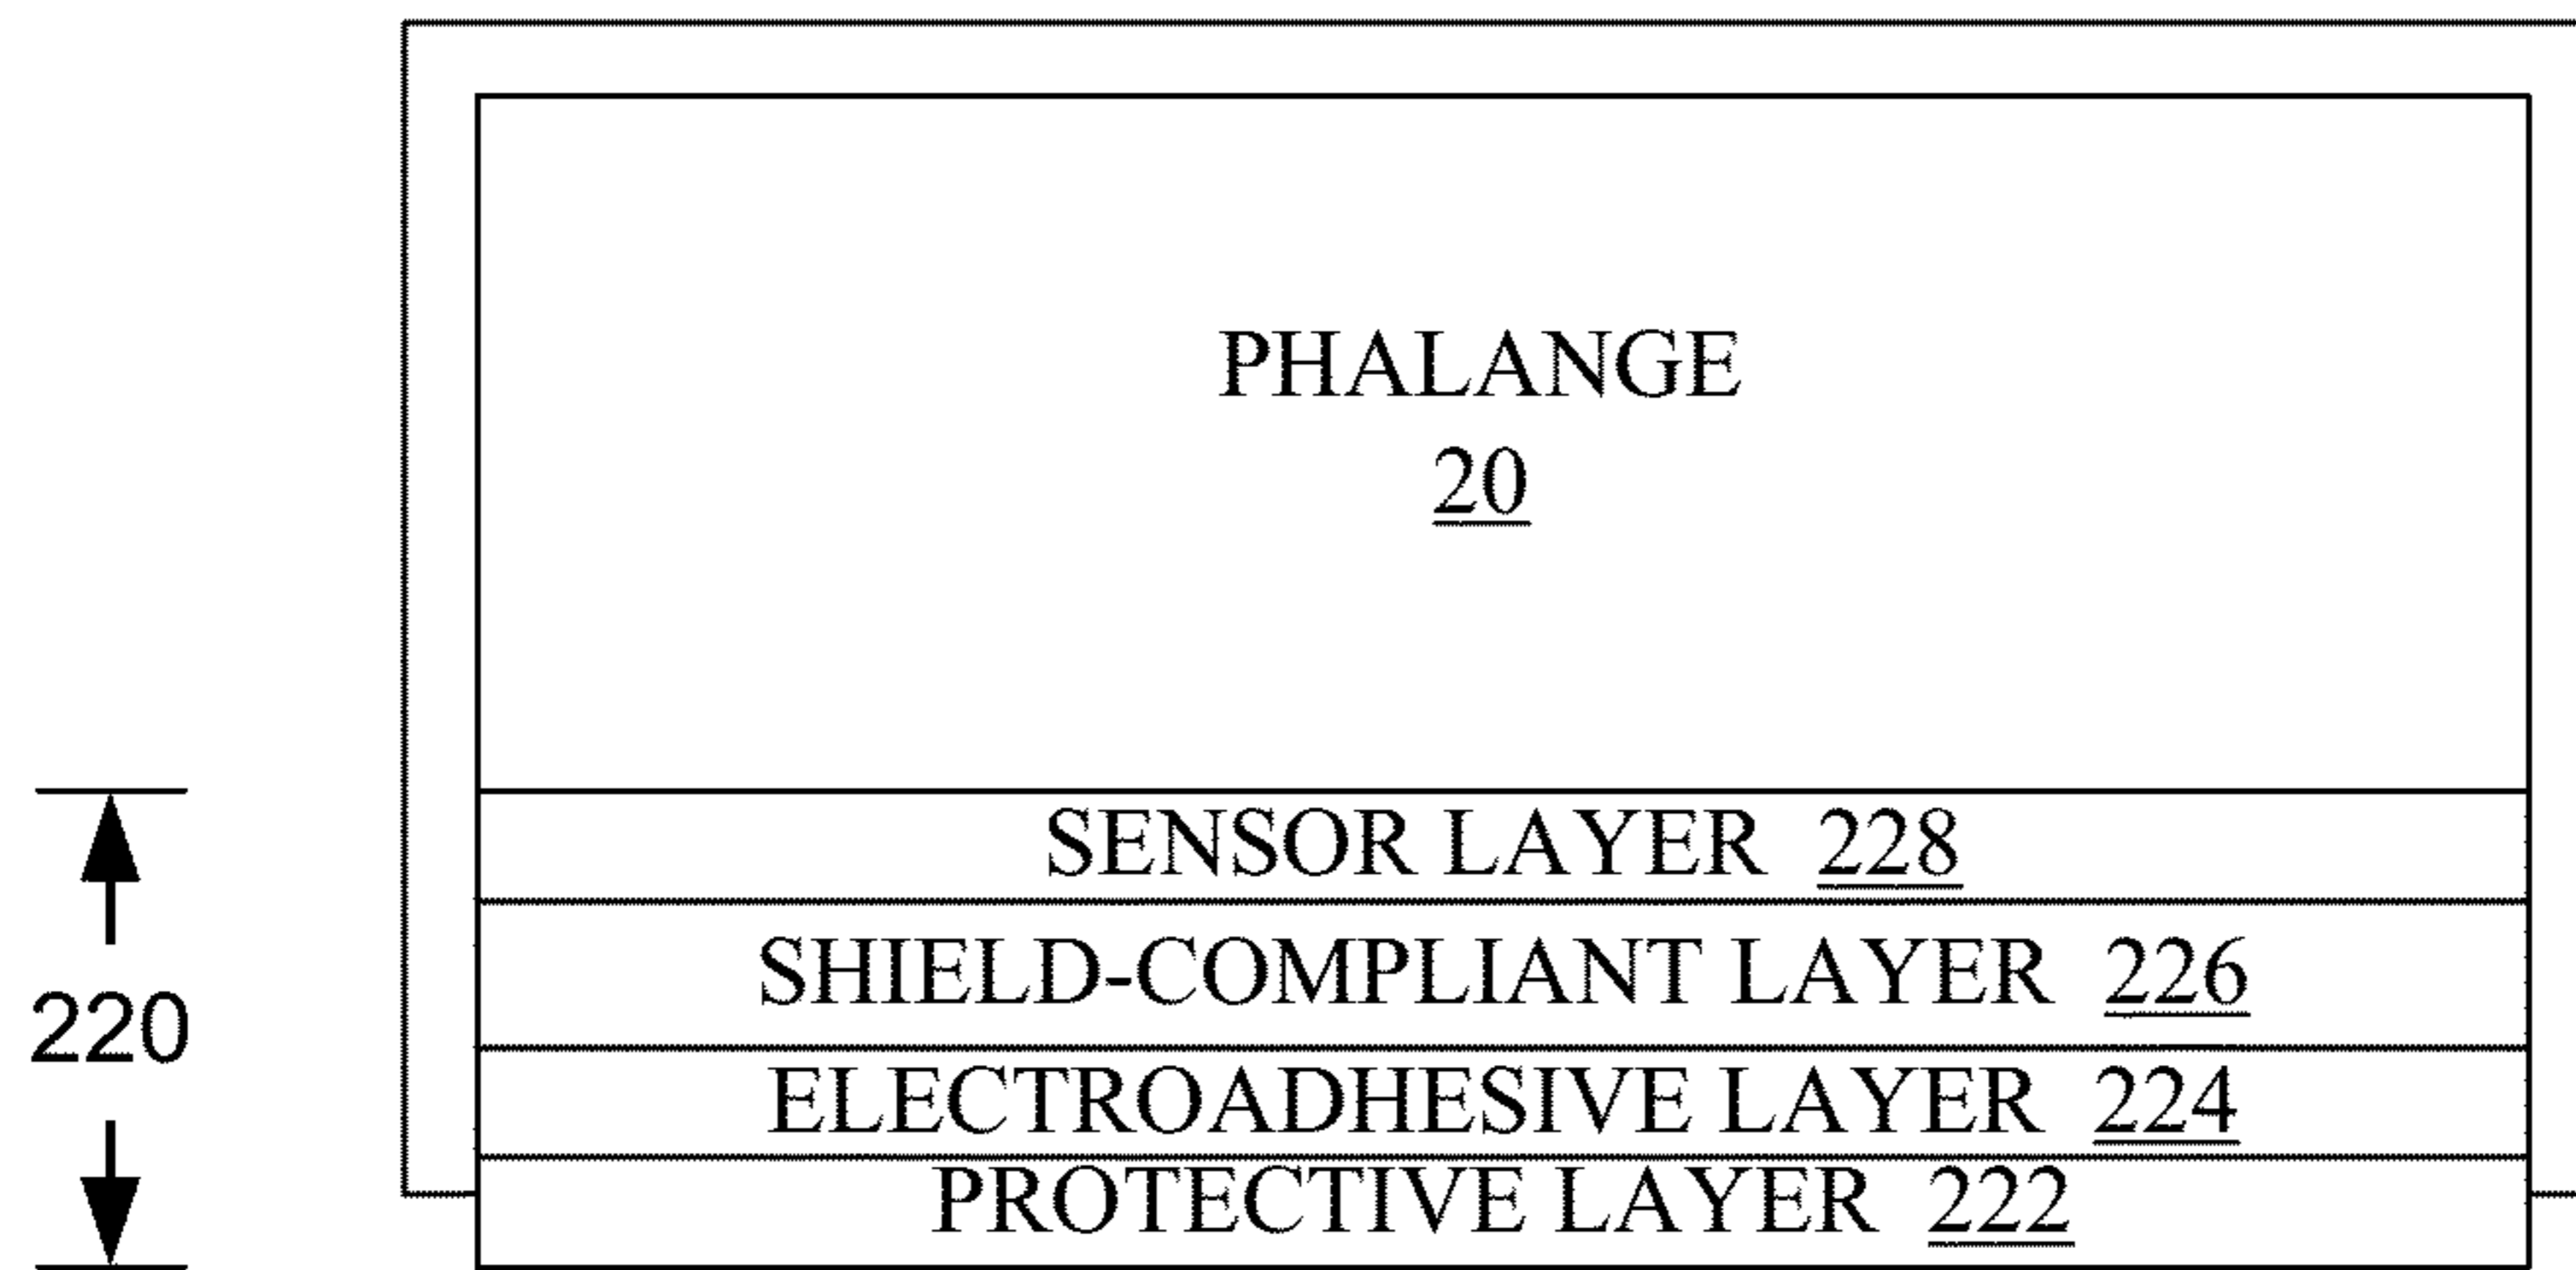 PHALANGE
20
SENSOR LAYER 228
SHIELD-COMPLIANT LAYER 226
220
ELECTROADHESIVE LAYER 224
PROTECTIVE LAYER 222